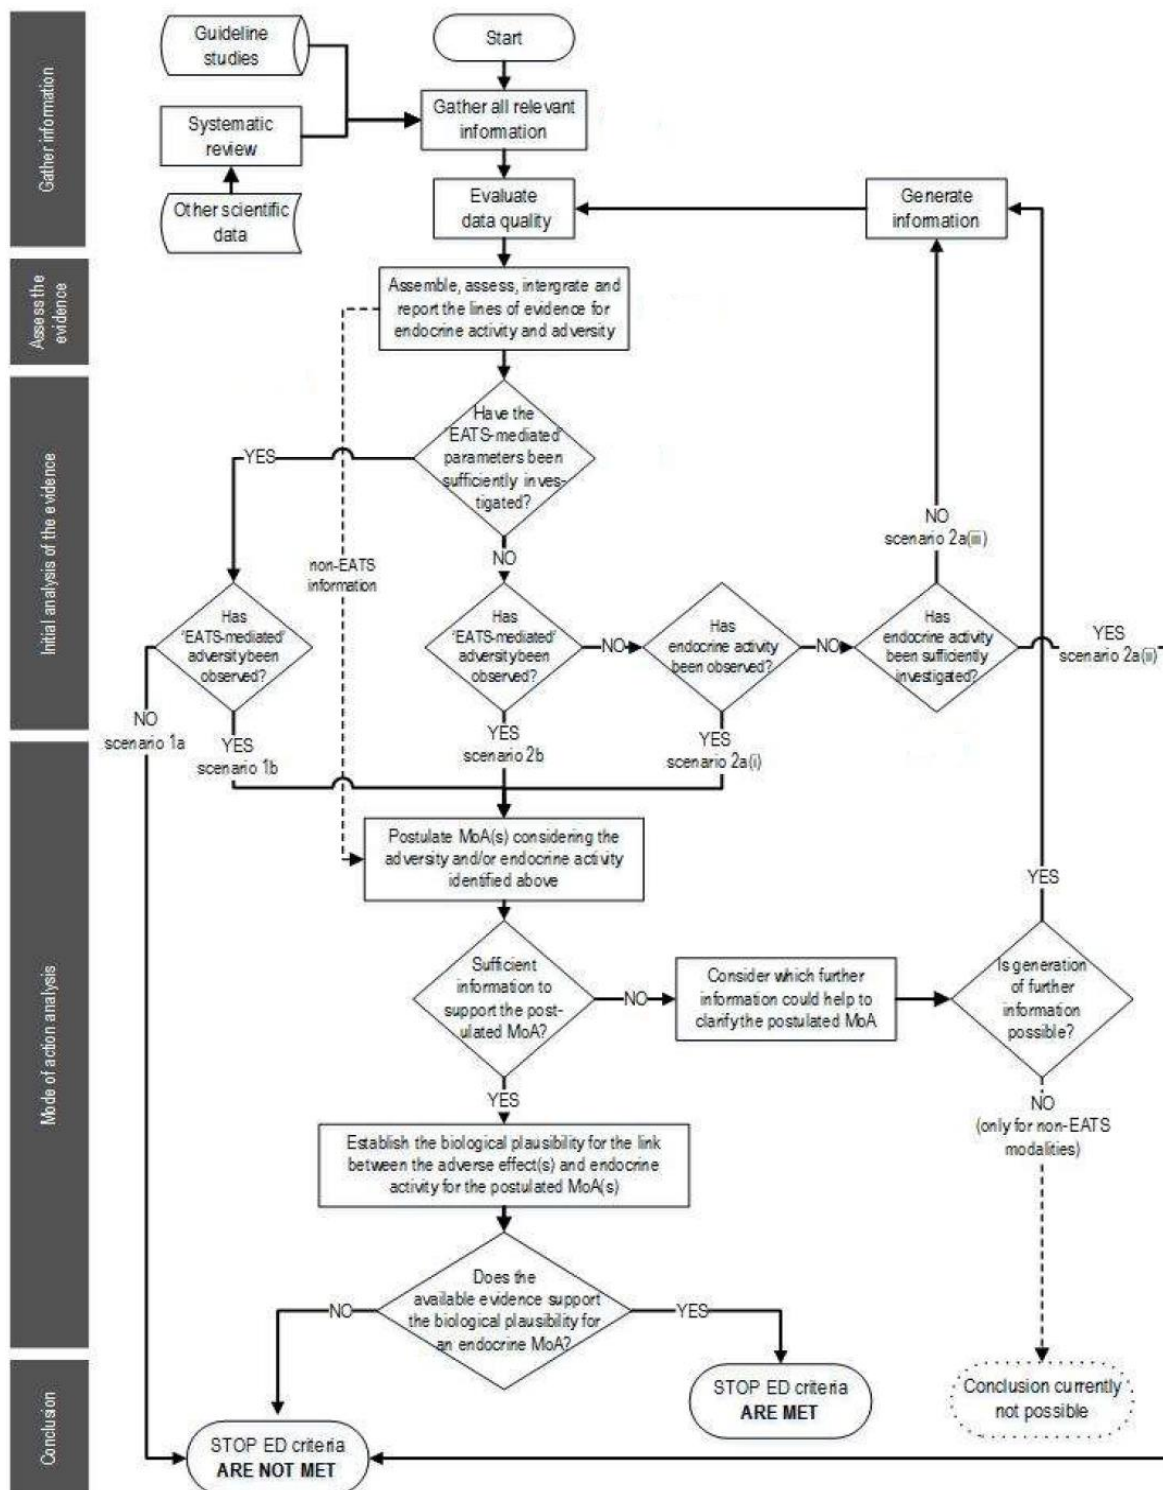 Gather information
Guideline
studies
Start
Gather all relevant
information
Systematic
review
Other scientific
data
Evaluate
data quality
Generate
information
Assess the
evidence
Assemble, assess, intergrate and
report the lines of evidence for
endocrine activity and adversity
Initial analysis of the evidence
Have the
'EATS-mediated'
parameters been
sufficiently inves-
tigated?
YES
NO
non-EATS
information
NO
scenario 2a(iii)
Has
'EATS-mediated'
adversity been
observed?
Has
'EATS-mediated'
adversity been
observed?
NO
Has
endocrine activity
been observed?
NO
Has
endocrine activity
been sufficiently
investigated?
YES
scenario 2a(ii)
NO
scenario 1a
YES
scenario 1b
YES
scenario 2b
YES
scenario 2a(i)
Mode of action analysis
Postulate MoA(s) considering the
adversity and/or endocrine activity
identified above
YES
Sufficient
information to
support the post-
ulated MoA?
NO
Consider which further
information could help to
clarify the postulated MoA
Is generation
of further
information
possible?
YES
NO
(only for non-EATS
modalities)
Establish the biological plausibility for the link
between the adverse effect(s) and endocrine
activity for the postulated MoA(s)
Does the
available evidence support
the biological plausibility for
an endocrine MoA?
NO
YES
Conclusion
STOP ED criteria
ARE NOT MET
STOP ED criteria
ARE MET
Conclusion currently
not possible